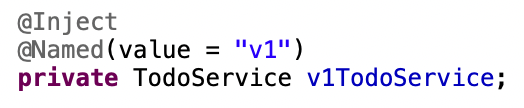 @Inject
@Named(value = "v1")
private TodoService v1TodoService;